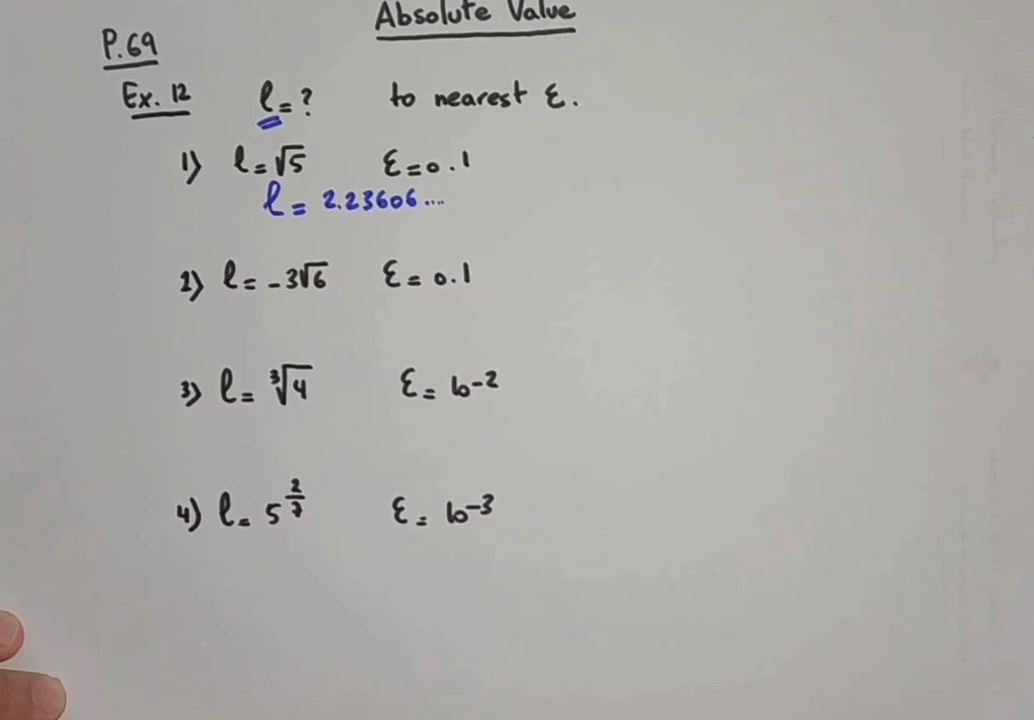 Absolute Value
P.69
Ex. 12 ℓ = ? to nearest ε.
1) ℓ = √5 ε = 0.1
ℓ = 2.23606....
2) ℓ = -3√6 ε = 0.1
3) ℓ = ∛4 ε = 10⁻²
4) ℓ = 5^(2/7) ε = 10⁻³